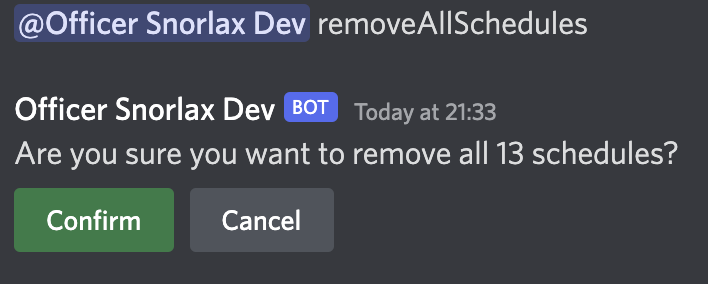 @Officer Snorlax Dev removeAllSchedules
Officer Snorlax Dev BOT Today at 21:33
Are you sure you want to remove all 13 schedules?
Confirm Cancel